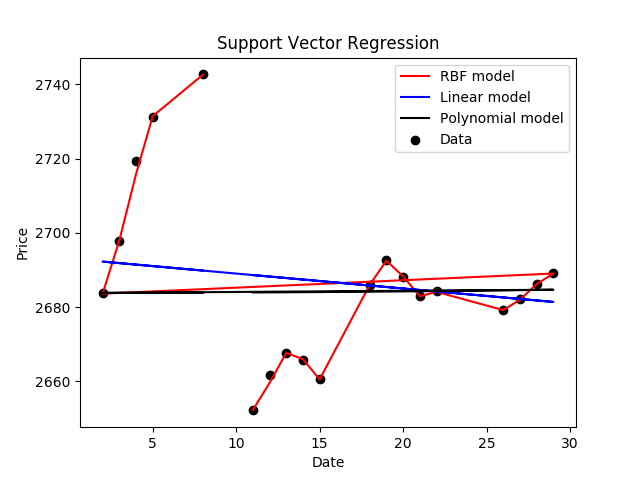 Support Vector Regression
RBF model
Linear model
Polynomial model
Data
Price
2740
2720
2700
2680
2660
5
10
15
20
25
30
Date